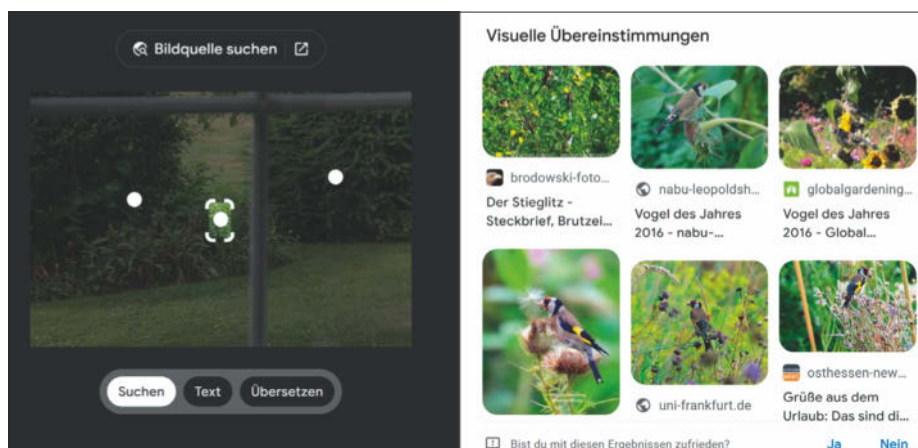 Bildquelle suchen
Suchen
Text
Übersetzen
Visuelle Übereinstimmungen
brodowski-foto...
Der Stieglitz -
Steckbrief, Brutzei...
nabu-leopoldsh...
Vogel des Jahres
2016 - nabu-...
globalgardening...
Vogel des Jahres
2016 - Global...
uni-frankfurt.de
osthessen-new...
Grüße aus dem
Urlaub: Das sind di...
Bist du mit diesen Ergebnissen zufrieden?
Ja
Nein